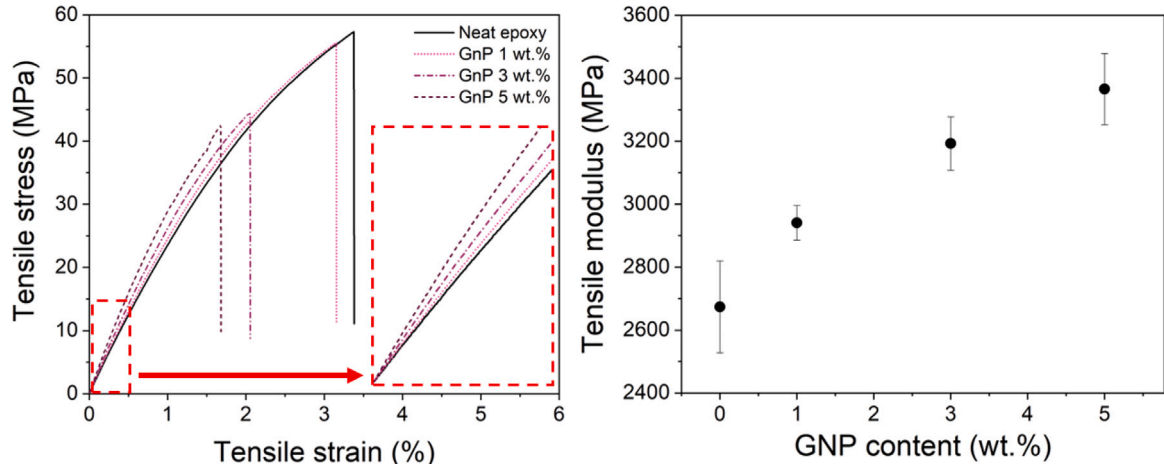 60
50
40
30
20
10
0
0 1 2 3 4 5 6
Tensile stress (MPa)
Tensile strain (%)
Neat epoxy
GnP 1 wt.%
GnP 3 wt.%
GnP 5 wt.%
3600
3400
3200
3000
2800
2600
2400
0 1 2 3 4 5
Tensile modulus (MPa)
GNP content (wt.%)